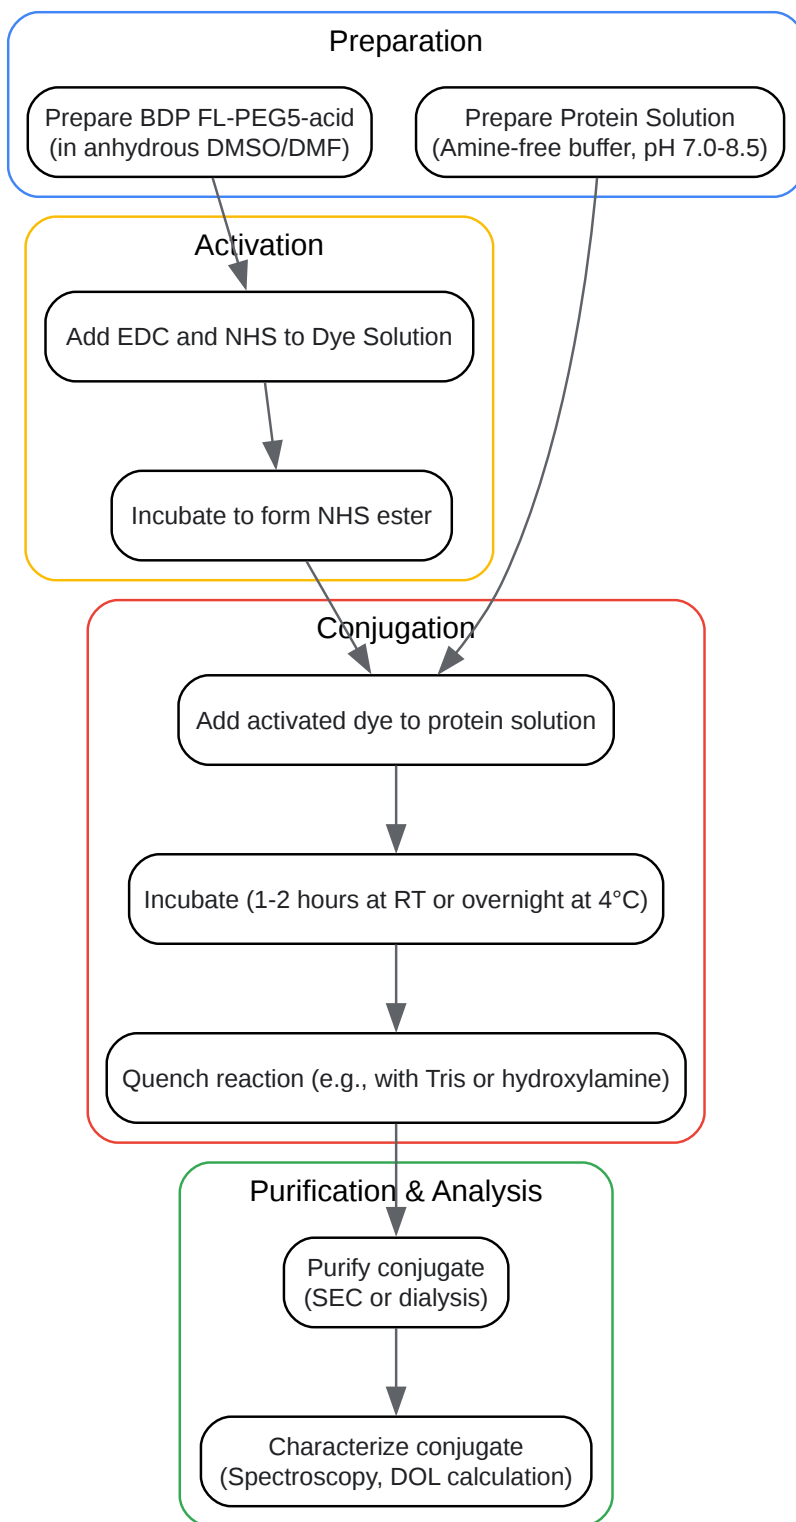 Preparation
Prepare BDP FL-PEG5-acid
(in anhydrous DMSO/DMF)
Prepare Protein Solution
(Amine-free buffer, pH 7.0-8.5)
Activation
Add EDC and NHS to Dye Solution
Incubate to form NHS ester
Conjugation
Add activated dye to protein solution
Incubate (1-2 hours at RT or overnight at 4°C)
Quench reaction (e.g., with Tris or hydroxylamine)
Purification & Analysis
Purify conjugate
(SEC or dialysis)
Characterize conjugate
(Spectroscopy, DOL calculation)